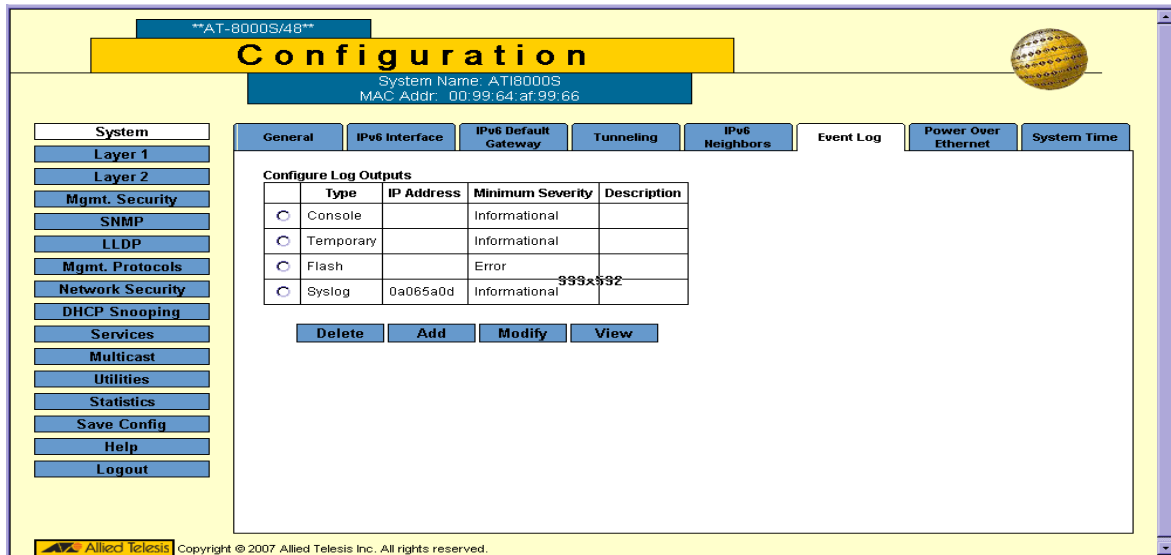 **AT-8000S/48**
Configuration
System Name: ATI8000S
MAC Addr: 00:99:64:af:99:66
System
Layer 1
Layer 2
Mgmt. Security
SNMP
LLDP
Mgmt. Protocols
Network Security
DHCP Snooping
Services
Multicast
Utilities
Statistics
Save Config
Help
Logout
General IPv6 Interface IPv6 Default Gateway Tunneling IPv6 Neighbors Event Log Power Over Ethernet System Time
Configure Log Outputs
Type IP Address Minimum Severity Description
Console Informational
Temporary Informational
Flash Error
999x532
Syslog 0a065a0d Informational
Delete Add Modify View
Allied Telesis Copyright © 2007 Allied Telesis Inc. All rights reserved.